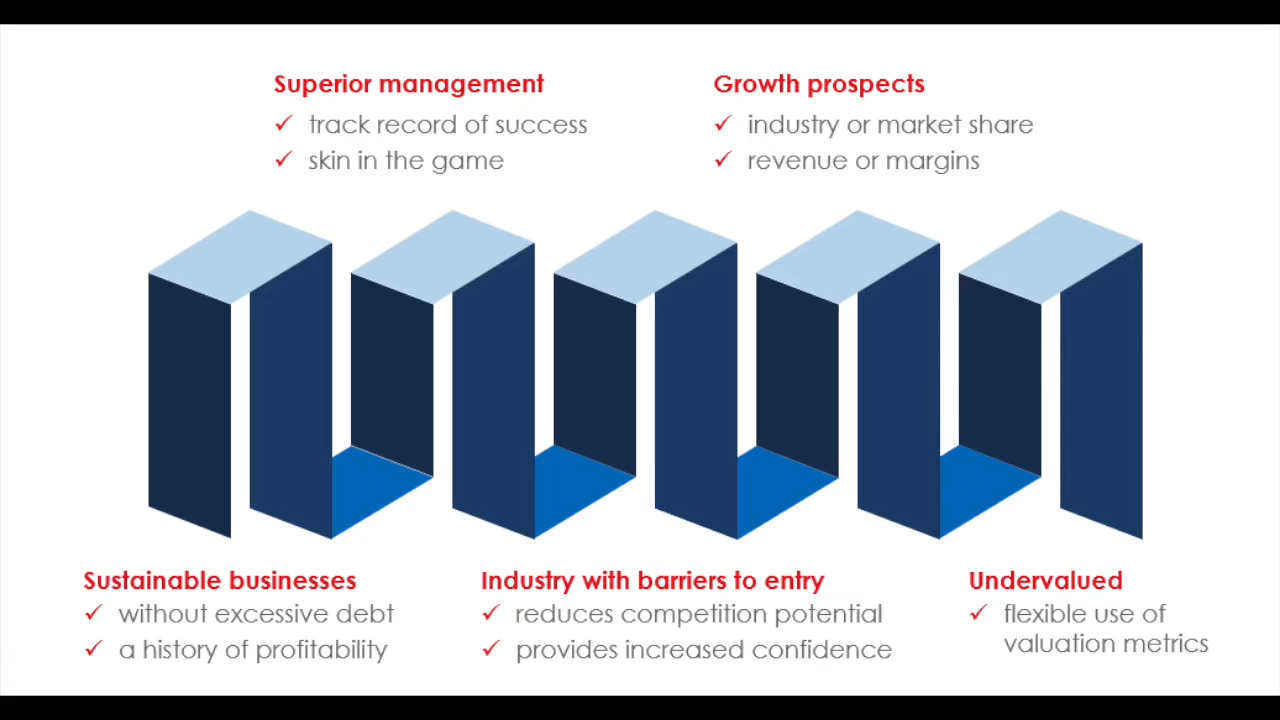 Superior management
✓ track record of success
✓ skin in the game
Growth prospects
✓ industry or market share
✓ revenue or margins
Sustainable businesses
✓ without excessive debt
✓ a history of profitability
Industry with barriers to entry
✓ reduces competition potential
✓ provides increased confidence
Undervalued
✓ flexible use of
valuation metrics